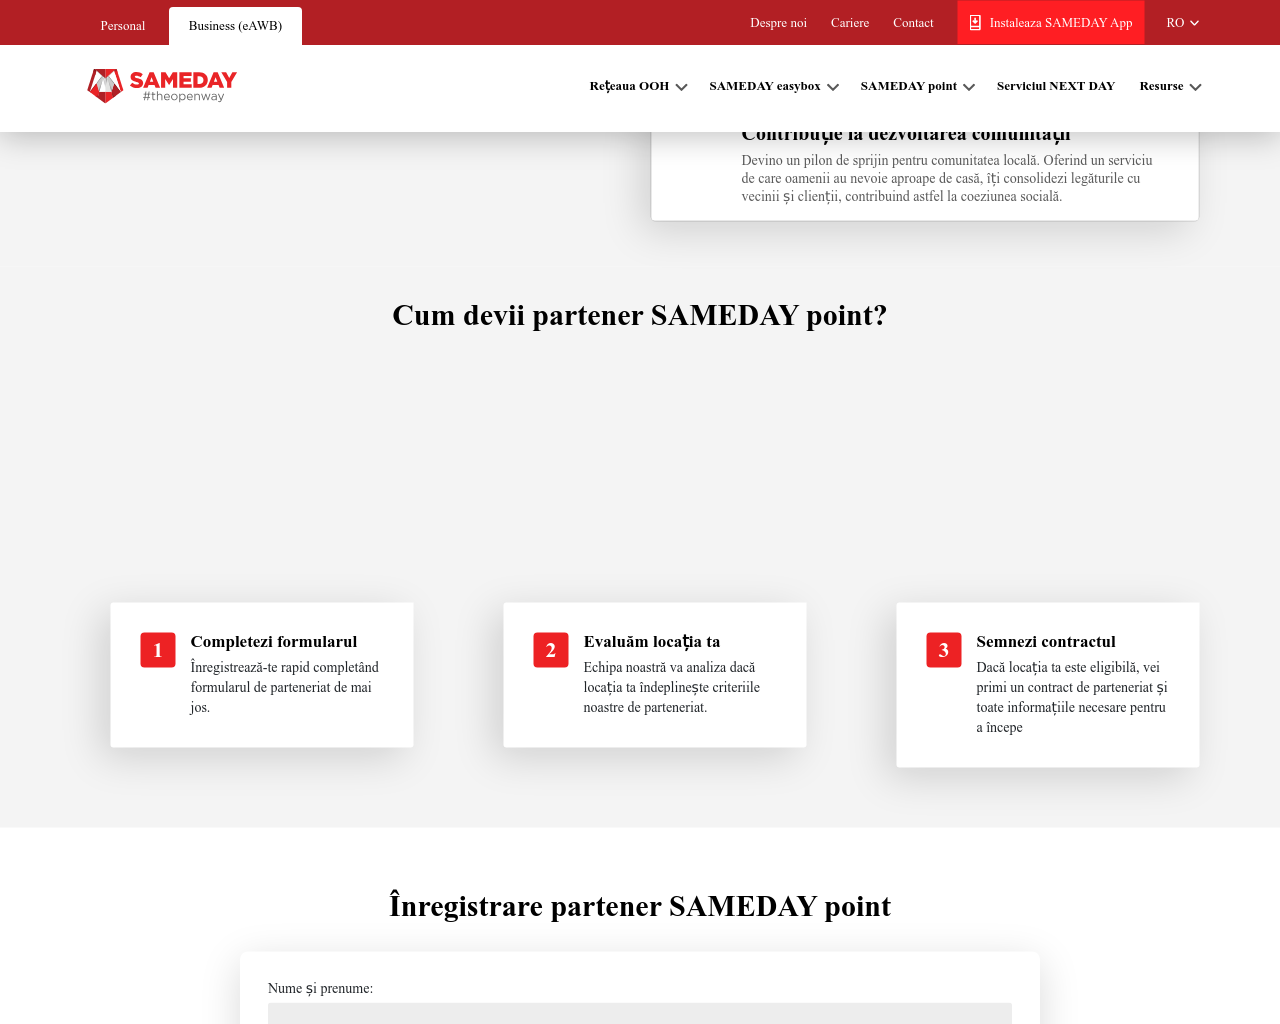 Personal
Business (eAWB)
Despre noi
Cariere
Contact
Instaleaza SAMEDAY App
RO
SAMEDAY
#theopenway
Rețeaua OOH
SAMEDAY easybox
SAMEDAY point
Serviciul NEXT DAY
Resurse
Contribuție la dezvoltarea comunității
Devino un pilon de sprijin pentru comunitatea locală. Oferind un serviciu
de care oamenii au nevoie aproape de casă, îți consolidezi legăturile cu
vecinii și clienții, contribuind astfel la coeziunea socială.
Cum devii partener SAMEDAY point?
1
Completezi formularul
Înregistrează-te rapid completând
formularul de parteneriat de mai
jos.
2
Evaluăm locația ta
Echipa noastră va analiza dacă
locația ta îndeplinește criteriile
noastre de parteneriat.
3
Semnezi contractul
Dacă locația ta este eligibilă, vei
primi un contract de parteneriat și
toate informațiile necesare pentru
a începe
Înregistrare partener SAMEDAY point
Nume și prenume: